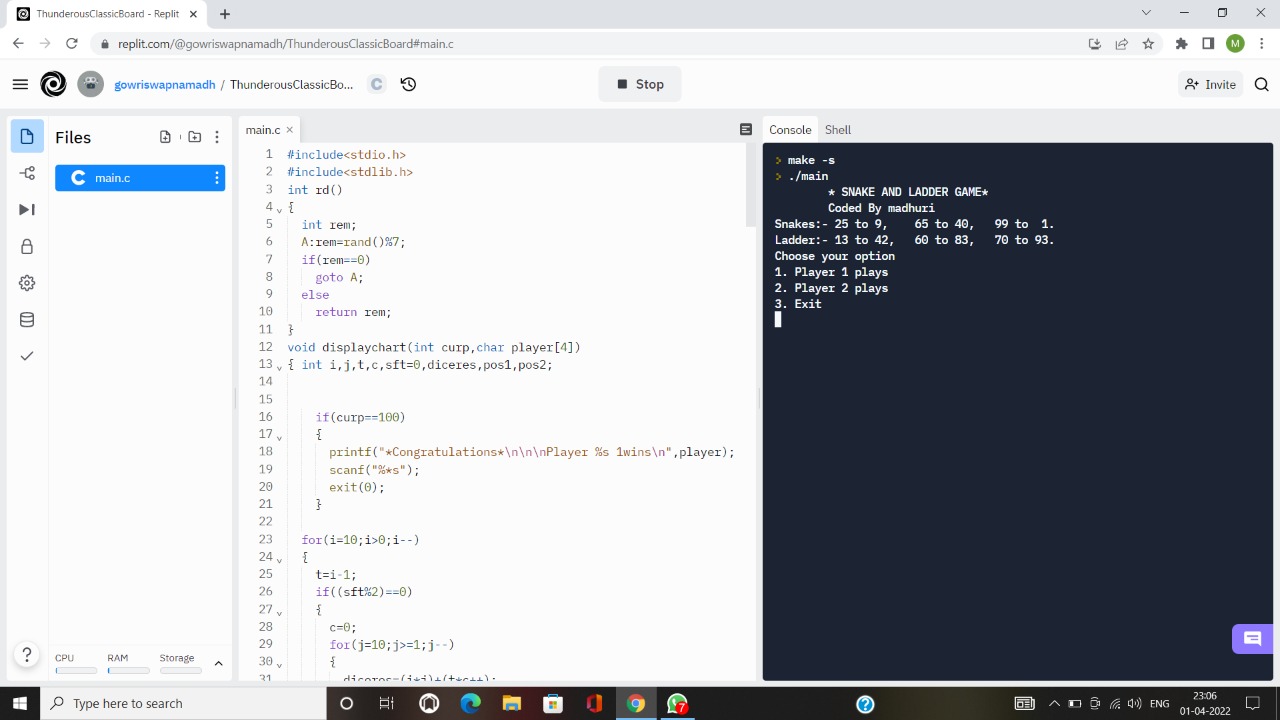 ThunderousClassicBoard - Replit
replit.com/@gowriswapnamadh/ThunderousClassicBoard#main.c
M
gowriswapnamadh / ThunderousClassicBo... C
Stop
Invite
Files
main.c
main.c
1 #include<stdio.h>
2 #include<stdlib.h>
3 int rd()
4 {
5 int rem;
6 A:rem=rand()%7;
7 if(rem==0)
8 goto A;
9 else
10 return rem;
11 }
12 void displaychart(int curp,char player[4])
13 { int i,j,t,c,sft=0,diceres,pos1,pos2;
14
15
16 if(curp==100)
17 {
18 printf("*Congratulations*\n\n\nPlayer %s 1wins\n",player);
19 scanf("%*s");
20 exit(0);
21 }
22
23 for(i=10;i>0;i--)
24 {
25 t=i-1;
26 if((sft%2)==0)
27 {
28 c=0;
29 for(j=10;j>=1;j--)
30 {
31 diceres=(i*j)+(t*c++);
Console Shell
> make -s
> ./main
* SNAKE AND LADDER GAME*
Coded By madhuri
Snakes:- 25 to 9, 65 to 40, 99 to 1.
Ladder:- 13 to 42, 60 to 83, 70 to 93.
Choose your option
1. Player 1 plays
2. Player 2 plays
3. Exit
?
CPU RAM Storage
Type here to search
7
?
ENG
23:06
01-04-2022